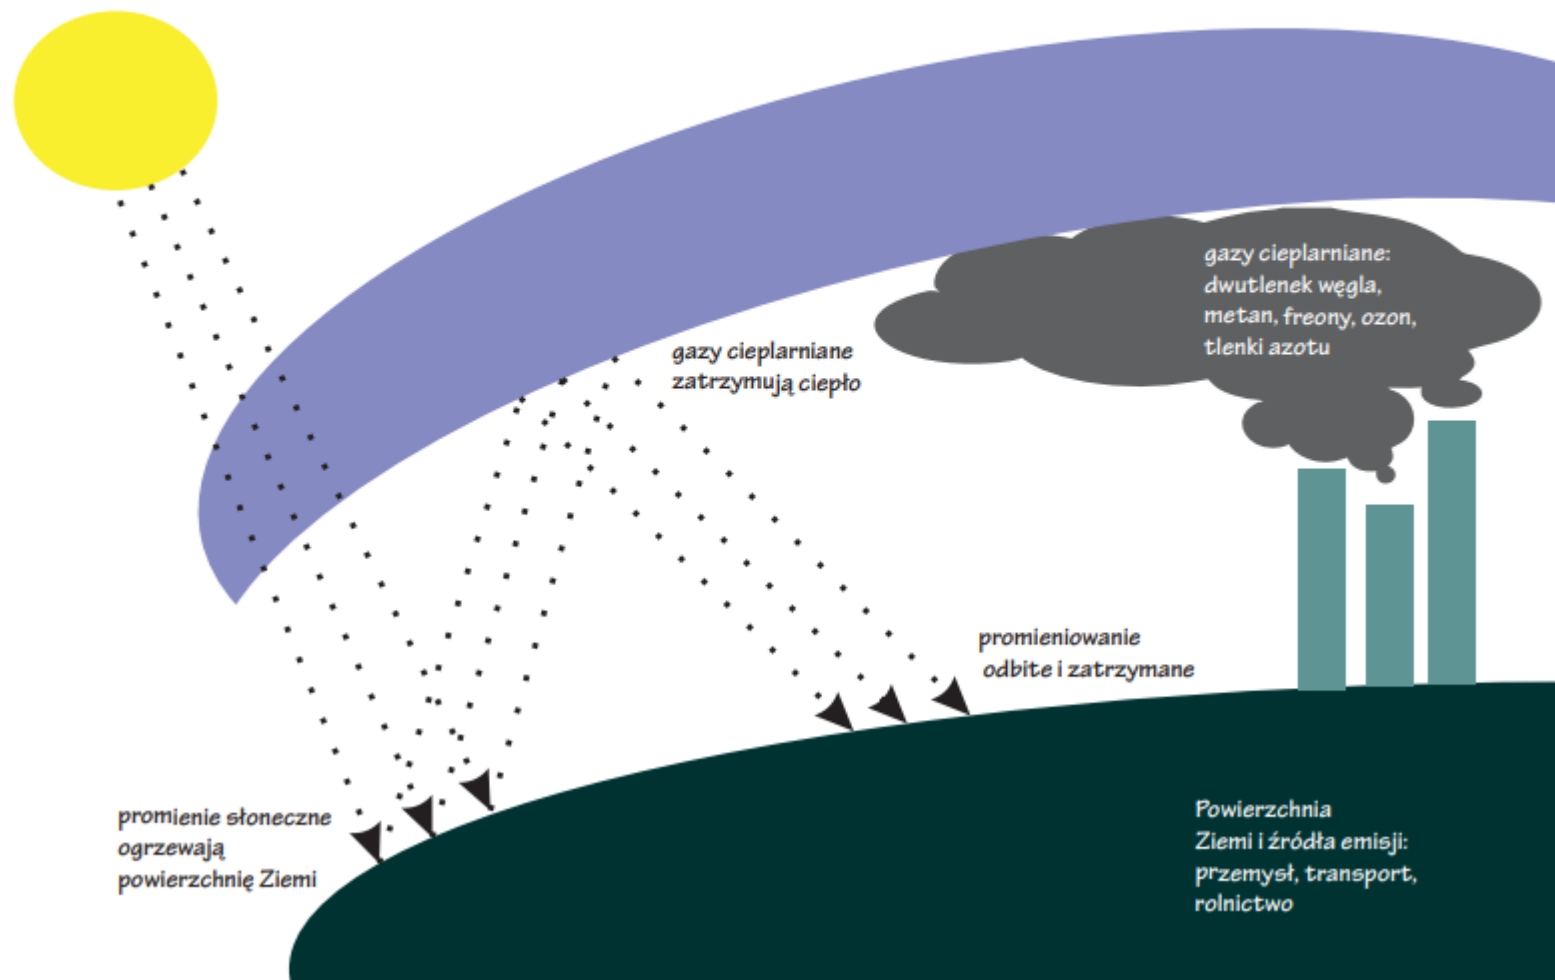 gazy cieplarniane:
dwutlenek węgla,
metan, freony, ozon,
tlenki azotu
gazy cieplarniane
zatrzymują ciepło
promieniowanie
odbite i zatrzymane
promienie słoneczne
ogrzewają
powierzchnię Ziemi
Powierzchnia
Ziemi i źródła emisji:
przemysł, transport,
rolnictwo